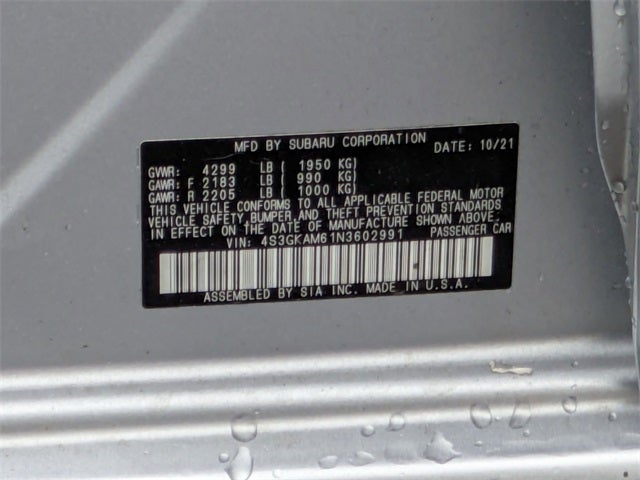 MFD BY SUBARU CORPORATION DATE: 10/21
GVWR: 4299 LB ( 1950 KG)
GAWR: F 2183 LB ( 990 KG)
GAWR: R 2205 LB ( 1000 KG)
THIS VEHICLE CONFORMS TO ALL APPLICABLE FEDERAL MOTOR
VEHICLE SAFETY, BUMPER, AND THEFT PREVENTION STANDARDS
IN EFFECT ON THE DATE OF MANUFACTURE SHOWN ABOVE.
VIN: 4S3GKAM61N3602991 PASSENGER CAR
ASSEMBLED BY SIA INC. MADE IN U.S.A.